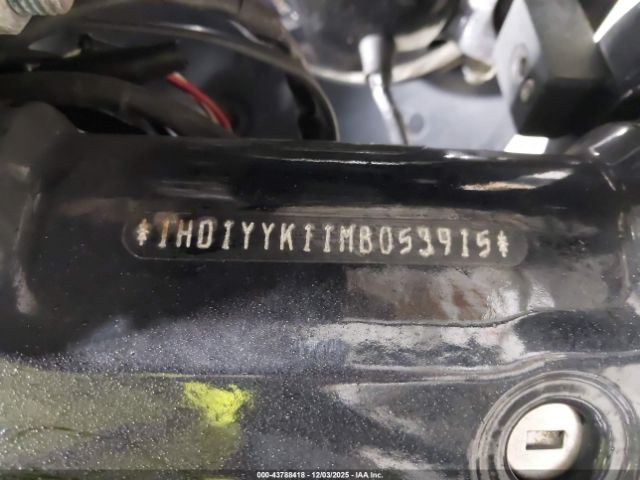 *1HD1YYK11MB053915*
000-43788418 - 12/03/2025 - IAA Inc.